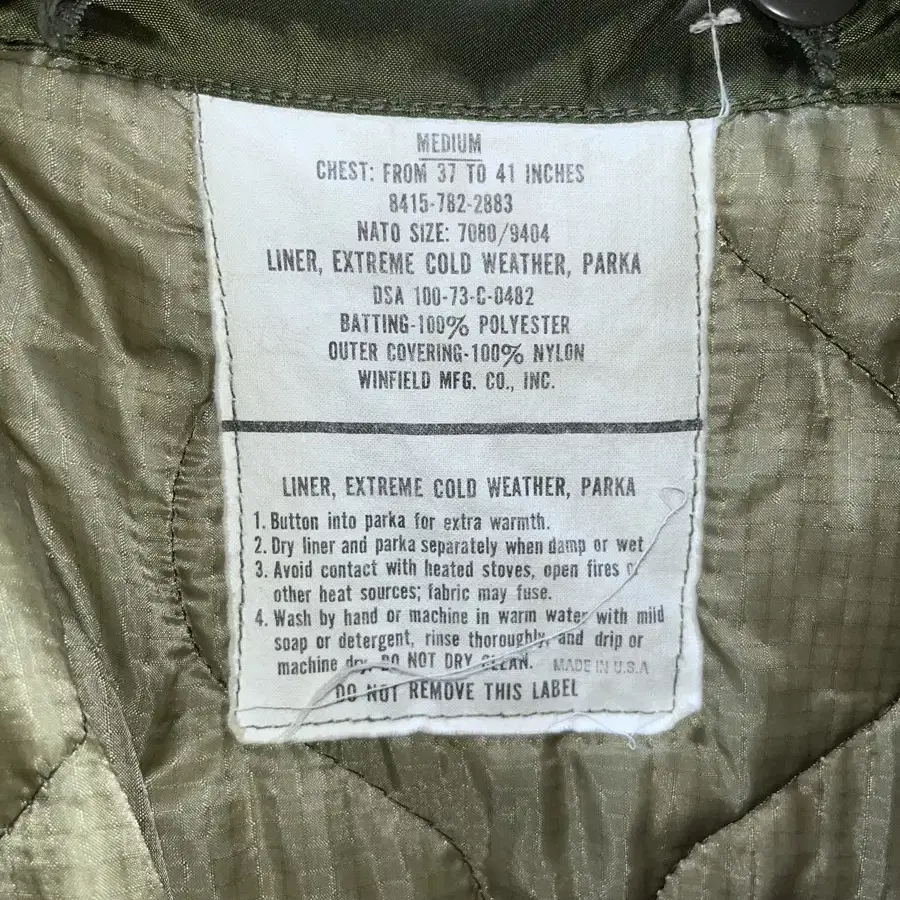 MEDIUM
CHEST: FROM 37 TO 41 INCHES
8415-782-2883
NATO SIZE: 7080/9404
LINER, EXTREME COLD WEATHER, PARKA
DSA 100-73-C-0482
BATTING-100% POLYESTER
OUTER COVERING-100% NYLON
WINFIELD MFG. CO., INC.
LINER, EXTREME COLD WEATHER, PARKA
1. Button into parka for extra warmth.
2. Dry liner and parka separately when damp or wet
3. Avoid contact with heated stoves, open fires or
other heat sources; fabric may fuse.
4. Wash by hand or machine in warm water with mild
soap or detergent, rinse thoroughly, and drip or
machine dry. DO NOT DRY CLEAN. MADE IN U.S.A
DO NOT REMOVE THIS LABEL